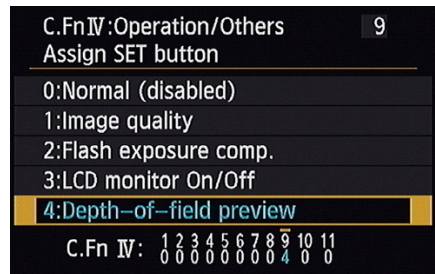 C.Fn IV:Operation/Others 9
Assign SET button
0:Normal (disabled)
1:Image quality
2:Flash exposure comp.
3:LCD monitor On/Off
4:Depth-of-field preview
C.Fn IV: 1 2 3 4 5 6 7 8 9 10 11
0 0 0 0 0 0 0 0 4 0 0